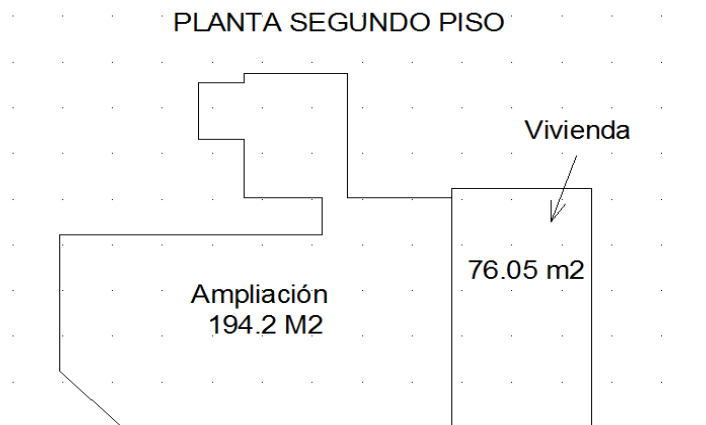 PLANTA SEGUNDO PISO
Vivienda
76.05 m2
Ampliación
194.2 M2